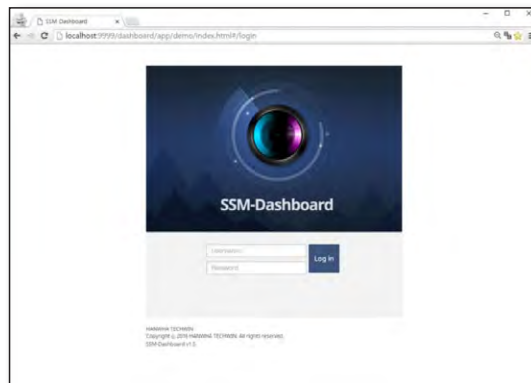 SSM Dashboard
localhost:9999/dashboard/app/demo/index.html#/login
SSM-Dashboard
Username
Log in
Password
HANWHA TECHWIN
Copyright © 2016 HANWHA TECHWIN. All rights reserved.
SSM-Dashboard v1.0